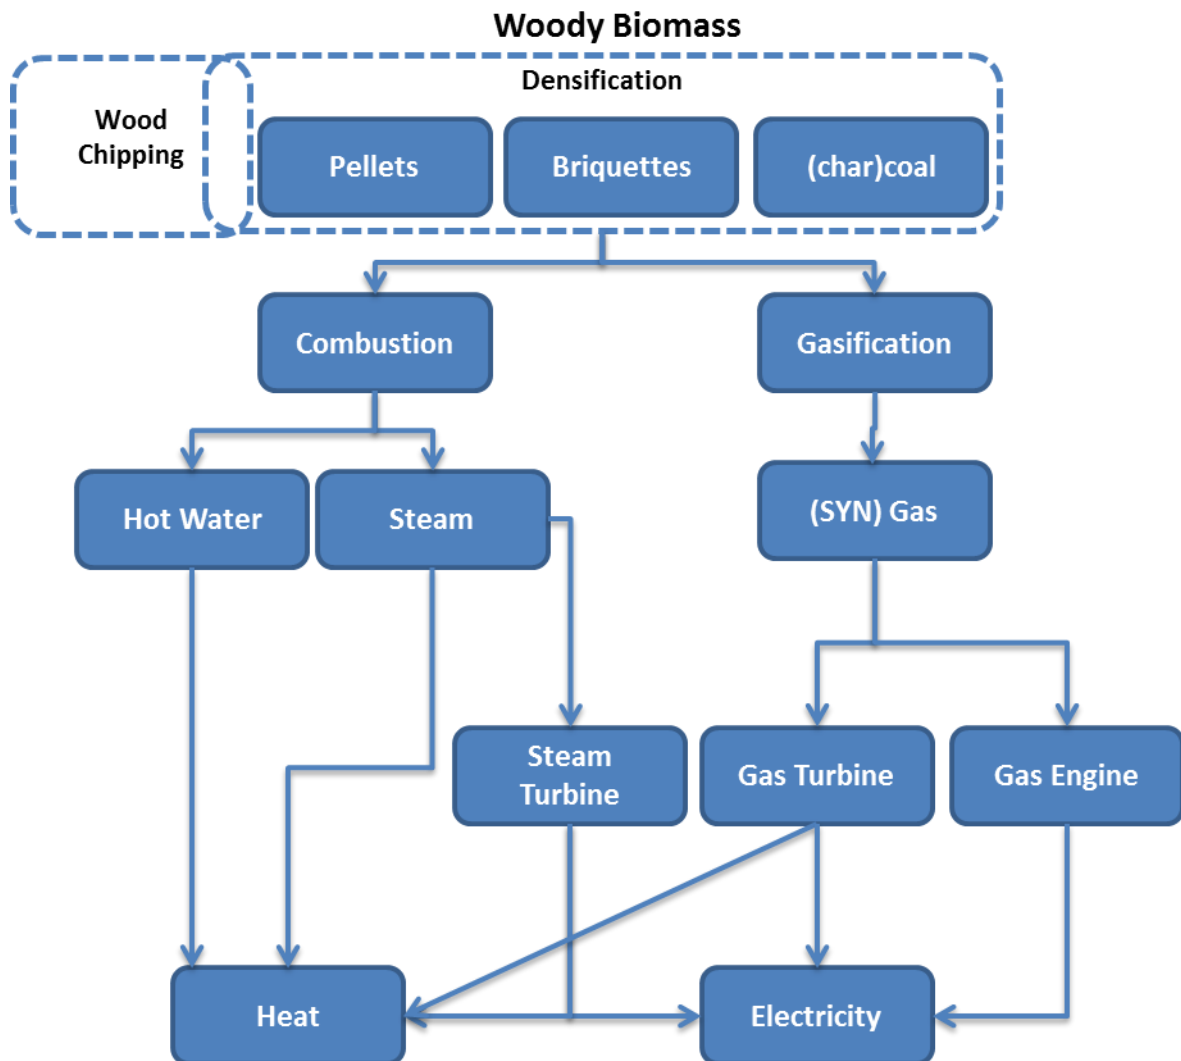 Woody Biomass
Densification
Wood
Chipping
Pellets
Briquettes
(char)coal
Combustion
Gasification
Hot Water
Steam
(SYN) Gas
Steam
Turbine
Gas Turbine
Gas Engine
Heat
Electricity